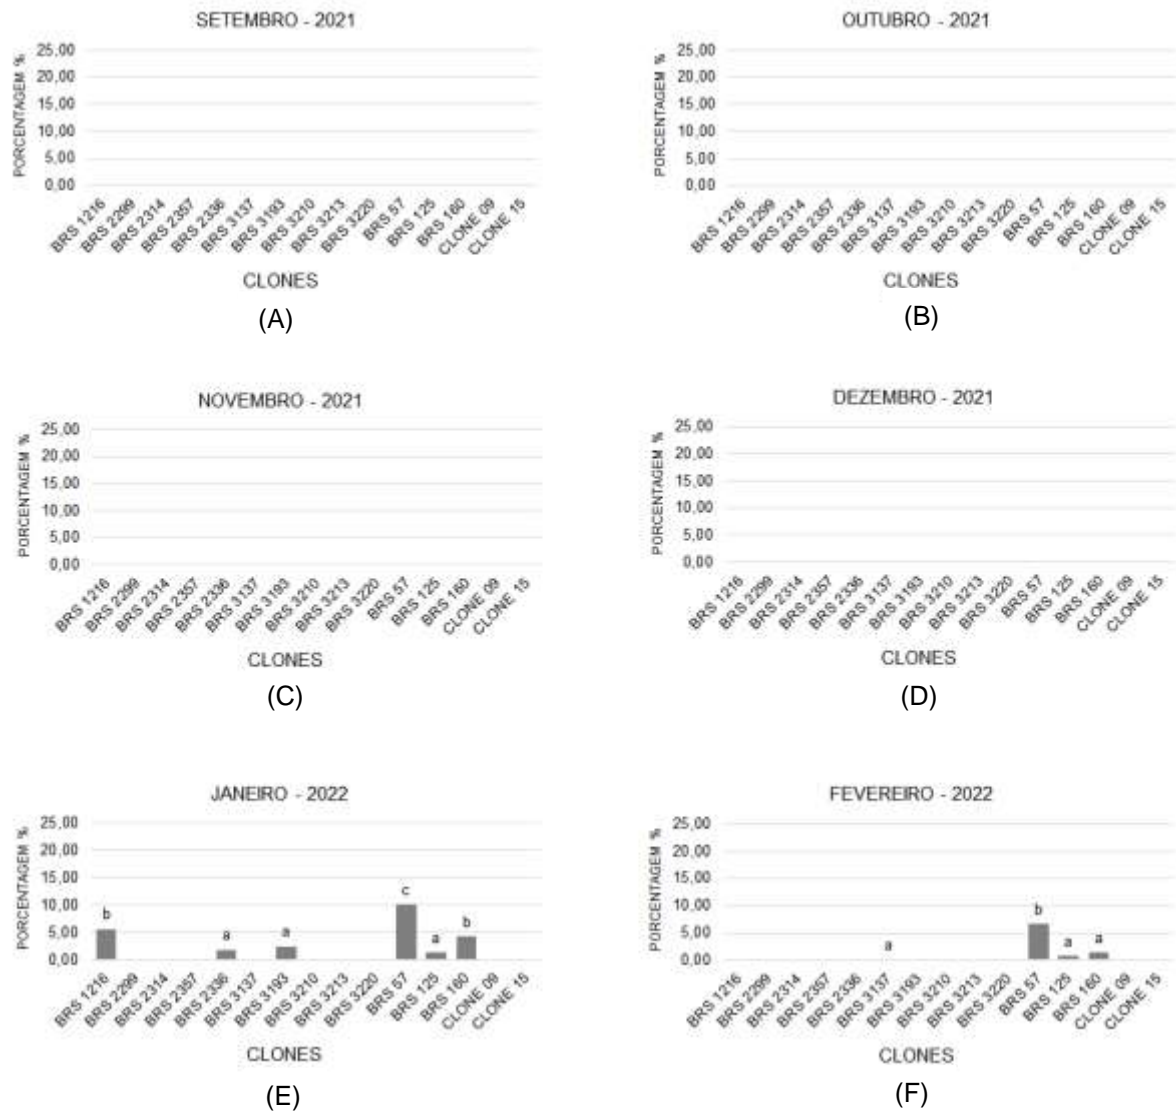 SETEMBRO - 2021
PORCENTAGEM %
25,00
20,00
15,00
10,00
5,00
0,00
BRS 1216
BRS 2299
BRS 2314
BRS 2357
BRS 2336
BRS 3137
BRS 3193
BRS 3210
BRS 3213
BRS 3220
BRS 57
BRS 125
BRS 160
CLONE 09
CLONE 15
CLONES
(A)
OUTUBRO - 2021
PORCENTAGEM %
25,00
20,00
15,00
10,00
5,00
0,00
BRS 1216
BRS 2299
BRS 2314
BRS 2357
BRS 2336
BRS 3137
BRS 3193
BRS 3210
BRS 3213
BRS 3220
BRS 57
BRS 125
BRS 160
CLONE 09
CLONE 15
CLONES
(B)
NOVEMBRO - 2021
PORCENTAGEM %
25,00
20,00
15,00
10,00
5,00
0,00
BRS 1216
BRS 2299
BRS 2314
BRS 2357
BRS 2336
BRS 3137
BRS 3193
BRS 3210
BRS 3213
BRS 3220
BRS 57
BRS 125
BRS 160
CLONE 09
CLONE 15
CLONES
(C)
DEZEMBRO - 2021
PORCENTAGEM %
25,00
20,00
15,00
10,00
5,00
0,00
BRS 1216
BRS 2299
BRS 2314
BRS 2357
BRS 2336
BRS 3137
BRS 3193
BRS 3210
BRS 3213
BRS 3220
BRS 57
BRS 125
BRS 160
CLONE 09
CLONE 15
CLONES
(D)
JANEIRO - 2022
PORCENTAGEM %
25,00
20,00
15,00
10,00
5,00
0,00
b
a
a
c
a
b
BRS 1216
BRS 2299
BRS 2314
BRS 2357
BRS 2336
BRS 3137
BRS 3193
BRS 3210
BRS 3213
BRS 3220
BRS 57
BRS 125
BRS 160
CLONE 09
CLONE 15
CLONES
(E)
FEVEREIRO - 2022
PORCENTAGEM %
25,00
20,00
15,00
10,00
5,00
0,00
a
b
a
a
BRS 1216
BRS 2299
BRS 2314
BRS 2357
BRS 2336
BRS 3137
BRS 3193
BRS 3210
BRS 3213
BRS 3220
BRS 57
BRS 125
BRS 160
CLONE 09
CLONE 15
CLONES
(F)